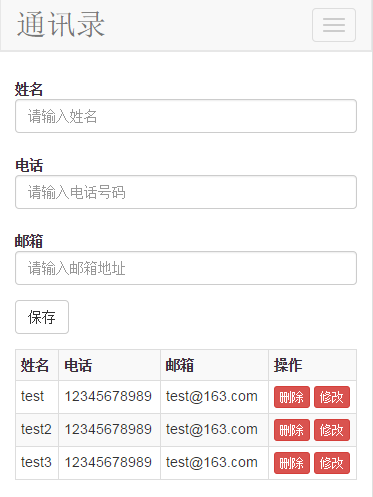 通讯录
姓名
请输入姓名
电话
请输入电话号码
邮箱
请输入邮箱地址
保存
姓名 电话 邮箱 操作
test 12345678989 test@163.com 删除 修改
test2 12345678989 test@163.com 删除 修改
test3 12345678989 test@163.com 删除 修改